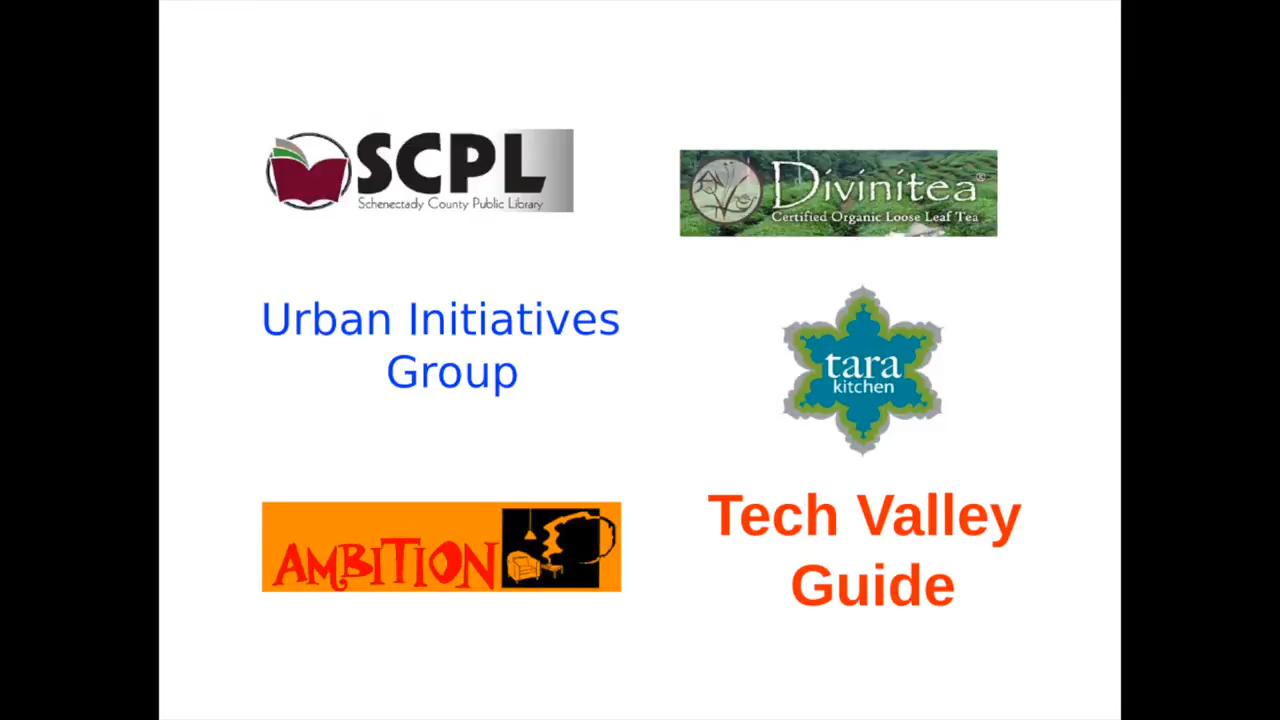 SCPL
Schenectady County Public Library
Divinitea®
Certified Organic Loose Leaf Tea
Urban Initiatives
Group
tara
kitchen
AMBITION
Tech Valley
Guide